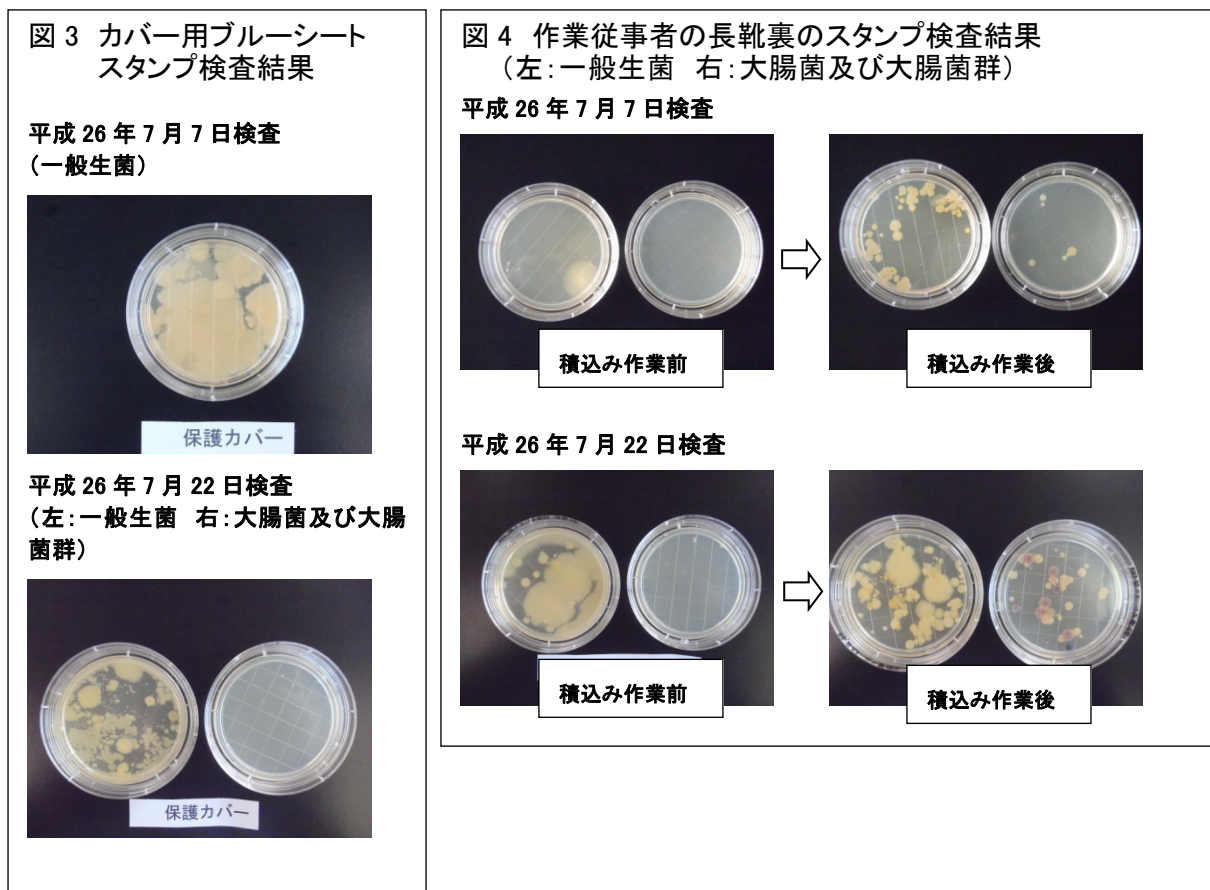 図 3 カバー用ブルーシート
スタンプ検査結果
平成 26 年 7 月 7 日検査
(一般生菌)
保護カバー
平成 26 年 7 月 22 日検査
(左:一般生菌 右:大腸菌及び大腸
菌群)
保護カバー
図 4 作業従事者の長靴裏のスタンプ検査結果
(左:一般生菌 右:大腸菌及び大腸菌群)
平成 26 年 7 月 7 日検査
積込み作業前
積込み作業後
平成 26 年 7 月 22 日検査
積込み作業前
積込み作業後